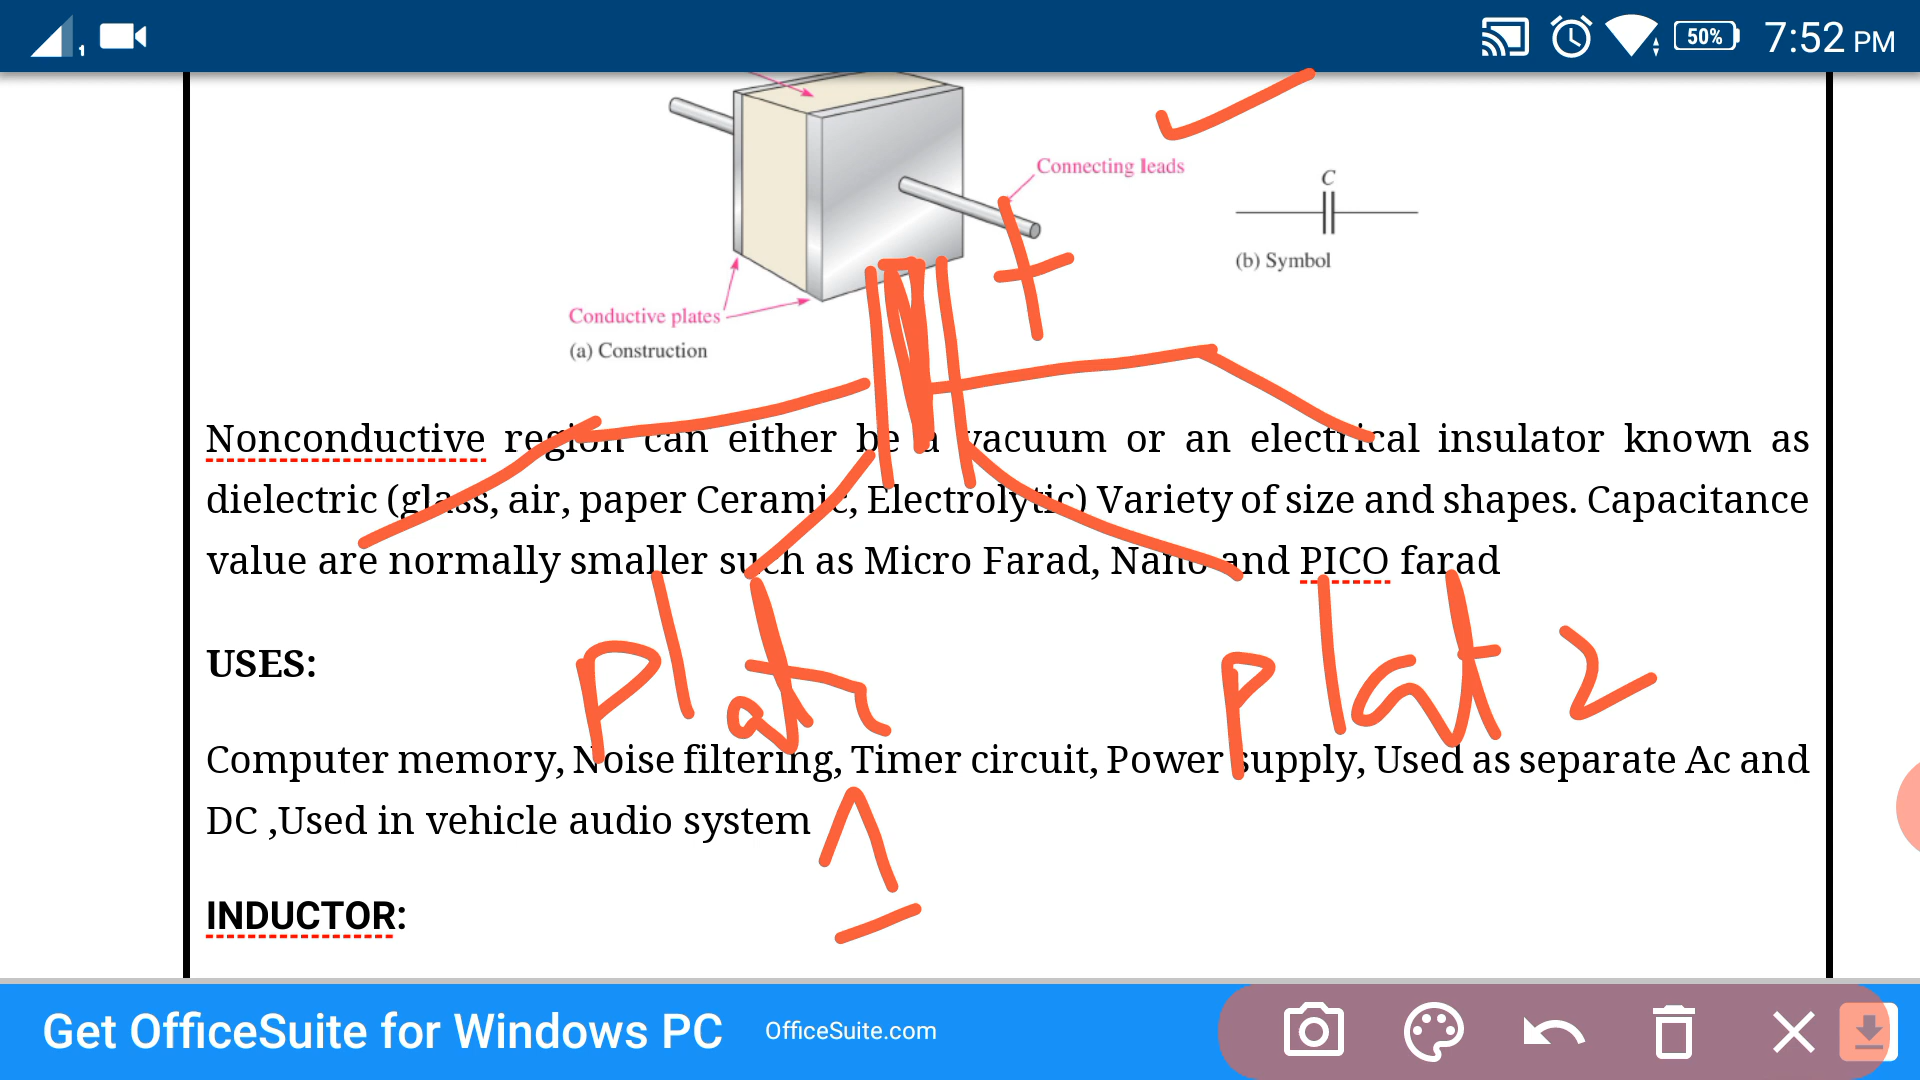 1 50% 7:52 PM
Connecting leads
C
(b) Symbol
Conductive plates
(a) Construction
Nonconductive region can either be a vacuum or an electrical insulator known as
dielectric (glass, air, paper Ceramic, Electrolytic) Variety of size and shapes. Capacitance
value are normally smaller such as Micro Farad, Nano and PICO farad
USES:
Plat Plat 2
Computer memory, Noise filtering, Timer circuit, Power supply, Used as separate Ac and
DC ,Used in vehicle audio system
INDUCTOR:
Get OfficeSuite for Windows PC OfficeSuite.com